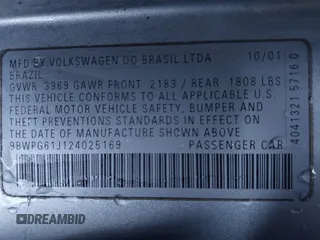 MFD BY VOLKSWAGEN DO BRASIL LTDA 10/01
BRAZIL
GVWR 3969 GAWR FRONT 2183 / REAR 1808 LBS
THIS VEHICLE CONFORMS TO ALL APPLICABLE U.S.
FEDERAL MOTOR VEHICLE SAFETY, BUMPER AND
THEFT PREVENTIONS STANDARDS IN EFFECT ON
THE DATE OF MANUFACTURE SHOWN ABOVE.
9BWPG61J124025169 PASSENGER CAR
4041321 5716 0
DREAMBID